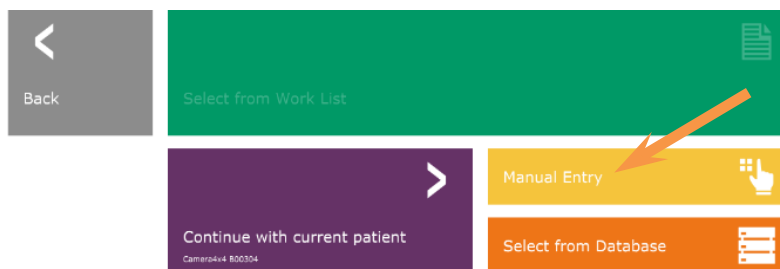 Back
Select from Work List
Continue with current patient
Camera4x4 B00304
Manual Entry
Select from Database